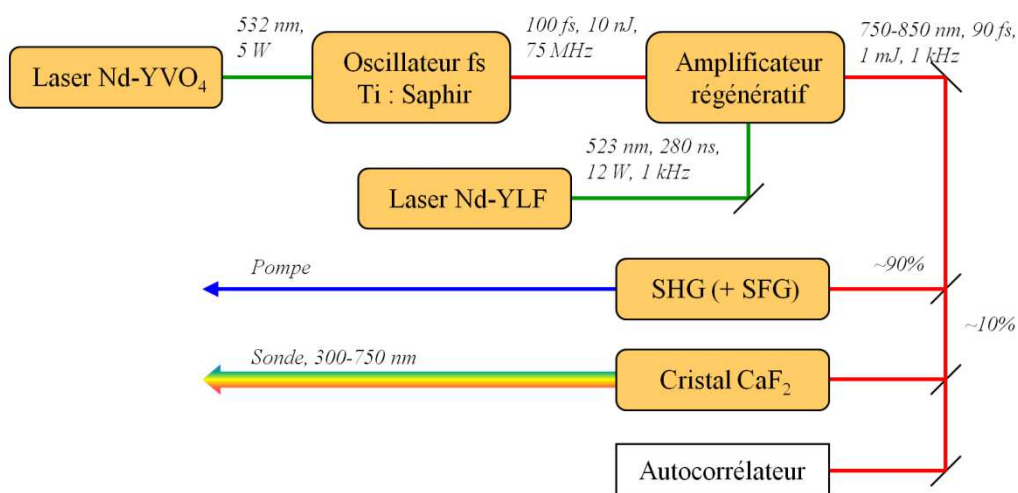 532 nm,
5 W
100 fs, 10 nJ,
75 MHz
750-850 nm, 90 fs,
1 mJ, 1 kHz
Laser Nd-YVO4
Oscillateur fs
Ti : Saphir
Amplificateur
régénératif
523 nm, 280 ns,
12 W, 1 kHz
Laser Nd-YLF
Pompe
SHG (+ SFG)
~90%
~10%
Sonde, 300-750 nm
Cristal CaF2
Autocorrélateur